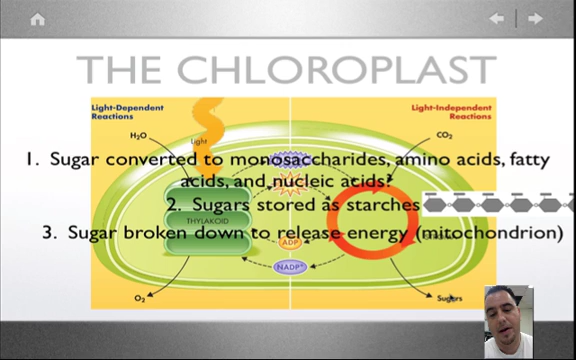 THE CHLOROPLAST
Light-Dependent
Reactions
Light-Independent
Reactions
H₂O
Light
CO₂
1. Sugar converted to monosaccharides, amino acids, fatty
acids, and nucleic acids?
2. Sugars stored as starches
THYLAKOID
3. Sugar broken down to release energy (mitochondrion)
ADP
NADP⁺
O₂
Sugars